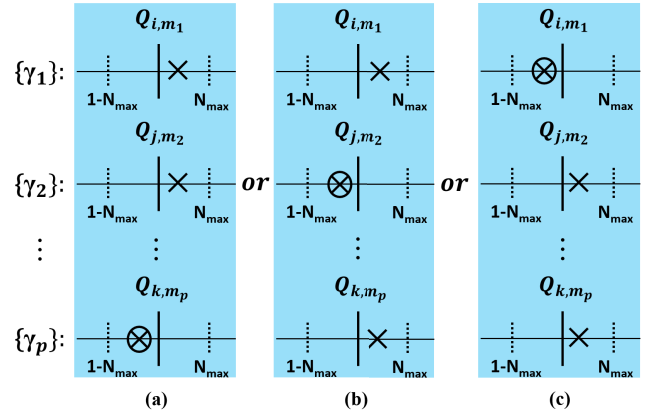 Q_{i,m_1} Q_{i,m_1} Q_{i,m_1}
{γ_1}:
1-N_max N_max 1-N_max N_max 1-N_max N_max
Q_{j,m_2} Q_{j,m_2} Q_{j,m_2}
{γ_2}: or or
1-N_max N_max 1-N_max N_max 1-N_max N_max
⋮ ⋮ ⋮ ⋮
Q_{k,m_p} Q_{k,m_p} Q_{k,m_p}
{γ_p}:
1-N_max N_max 1-N_max N_max 1-N_max N_max
(a) (b) (c)